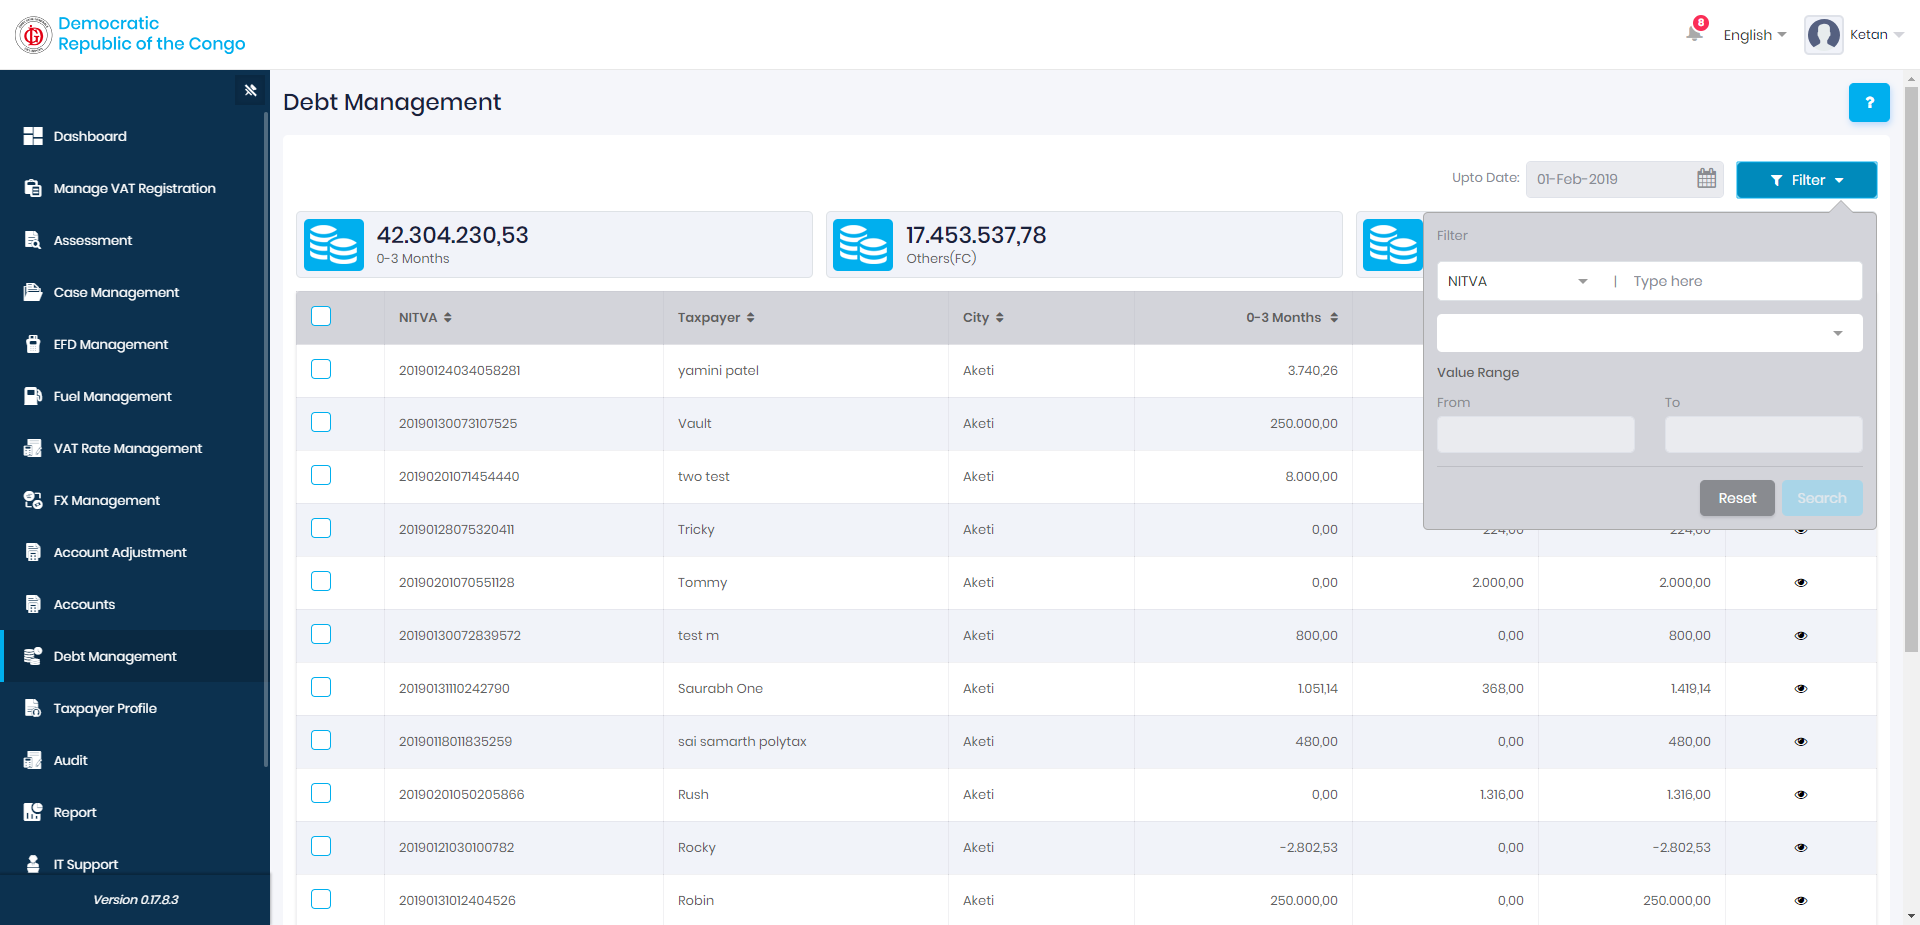 Democratic
Republic of the Congo
8
English
Ketan
Dashboard
Manage VAT Registration
Assessment
Case Management
EFD Management
Fuel Management
VAT Rate Management
FX Management
Account Adjustment
Accounts
Debt Management
Taxpayer Profile
Audit
Report
IT Support
Version 0.17.8.3
Debt Management
?
Upto Date: 01-Feb-2019
Filter
42.304.230,53
0-3 Months
17.453.537,78
Others(FC)
Filter
NITVA | Type here
Value Range
From To
Reset Search
NITVA Taxpayer City 0-3 Months
20190124034058281 yamini patel Aketi 3.740,26
20190130073107525 Vault Aketi 250.000,00
20190201071454440 two test Aketi 8.000,00
20190128075320411 Tricky Aketi 0,00 224,00 224,00
20190201070551128 Tommy Aketi 0,00 2.000,00 2.000,00
20190130072839572 test m Aketi 800,00 0,00 800,00
20190131110242790 Saurabh One Aketi 1.051,14 368,00 1.419,14
20190118011835259 sai samarth polytax Aketi 480,00 0,00 480,00
20190201050205866 Rush Aketi 0,00 1.316,00 1.316,00
20190121030100782 Rocky Aketi -2.802,53 0,00 -2.802,53
20190131012404526 Robin Aketi 250.000,00 0,00 250.000,00